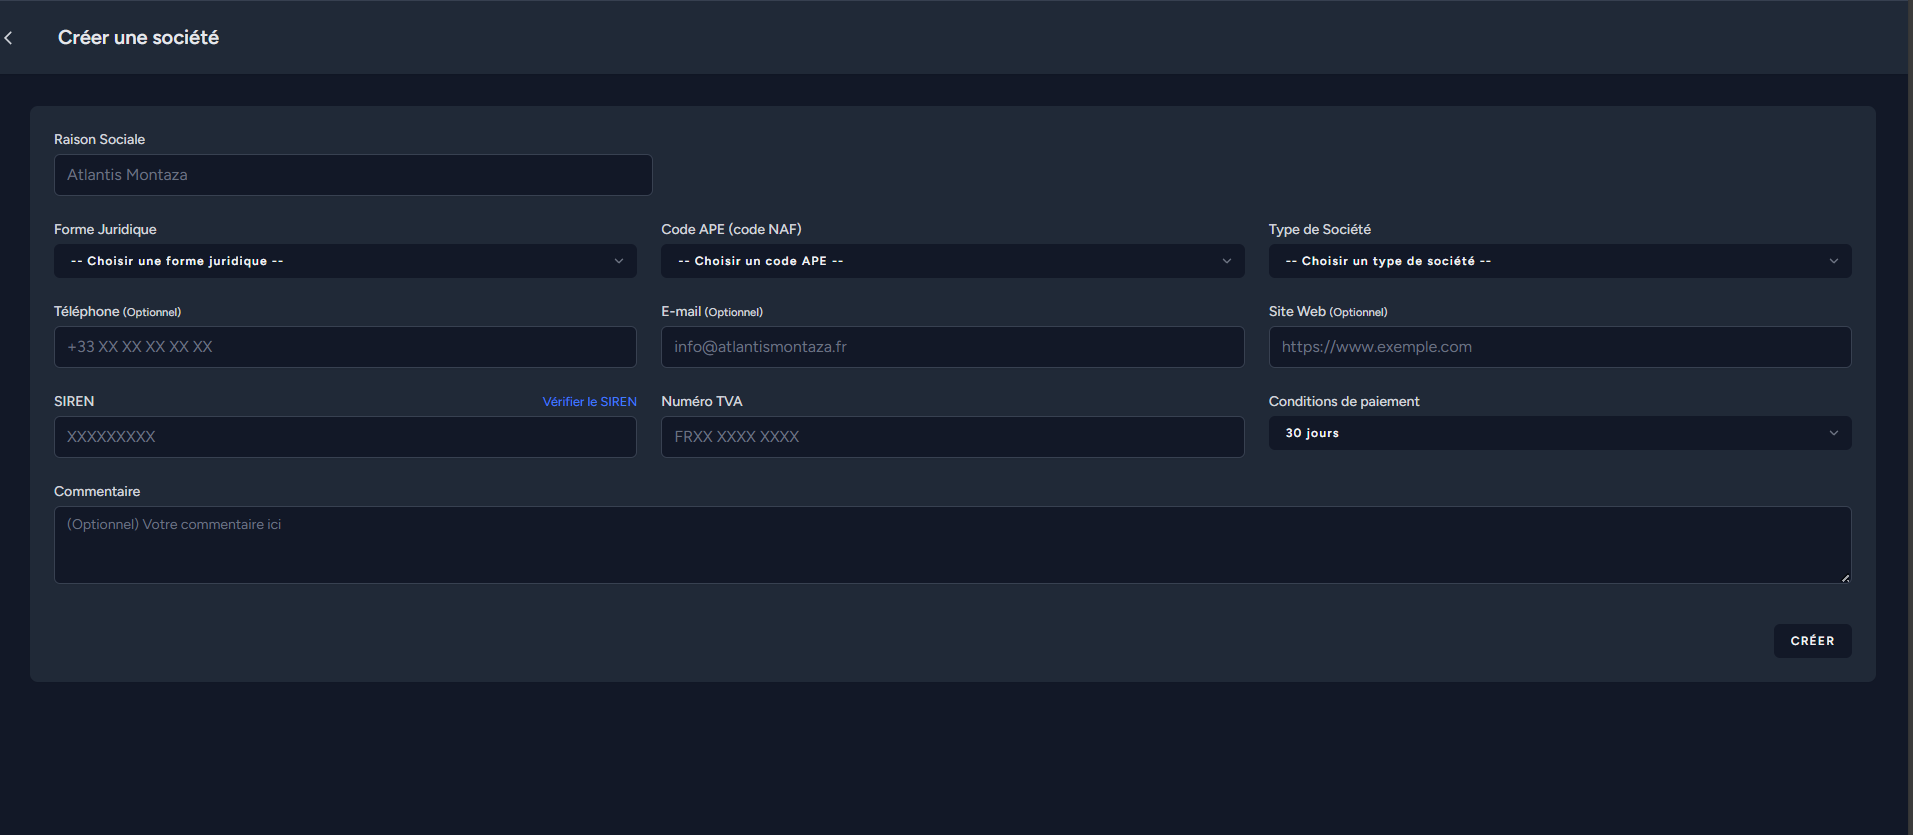 Créer une société
Raison Sociale
Atlantis Montaza
Forme Juridique
-- Choisir une forme juridique --
Code APE (code NAF)
-- Choisir un code APE --
Type de Société
-- Choisir un type de société --
Téléphone (Optionnel)
+33 XX XX XX XX XX
E-mail (Optionnel)
info@atlantismontaza.fr
Site Web (Optionnel)
https://www.exemple.com
SIREN
Vérifier le SIREN
XXXXXXXXX
Numéro TVA
FRXX XXXX XXXX
Conditions de paiement
30 jours
Commentaire
(Optionnel) Votre commentaire ici
CRÉER